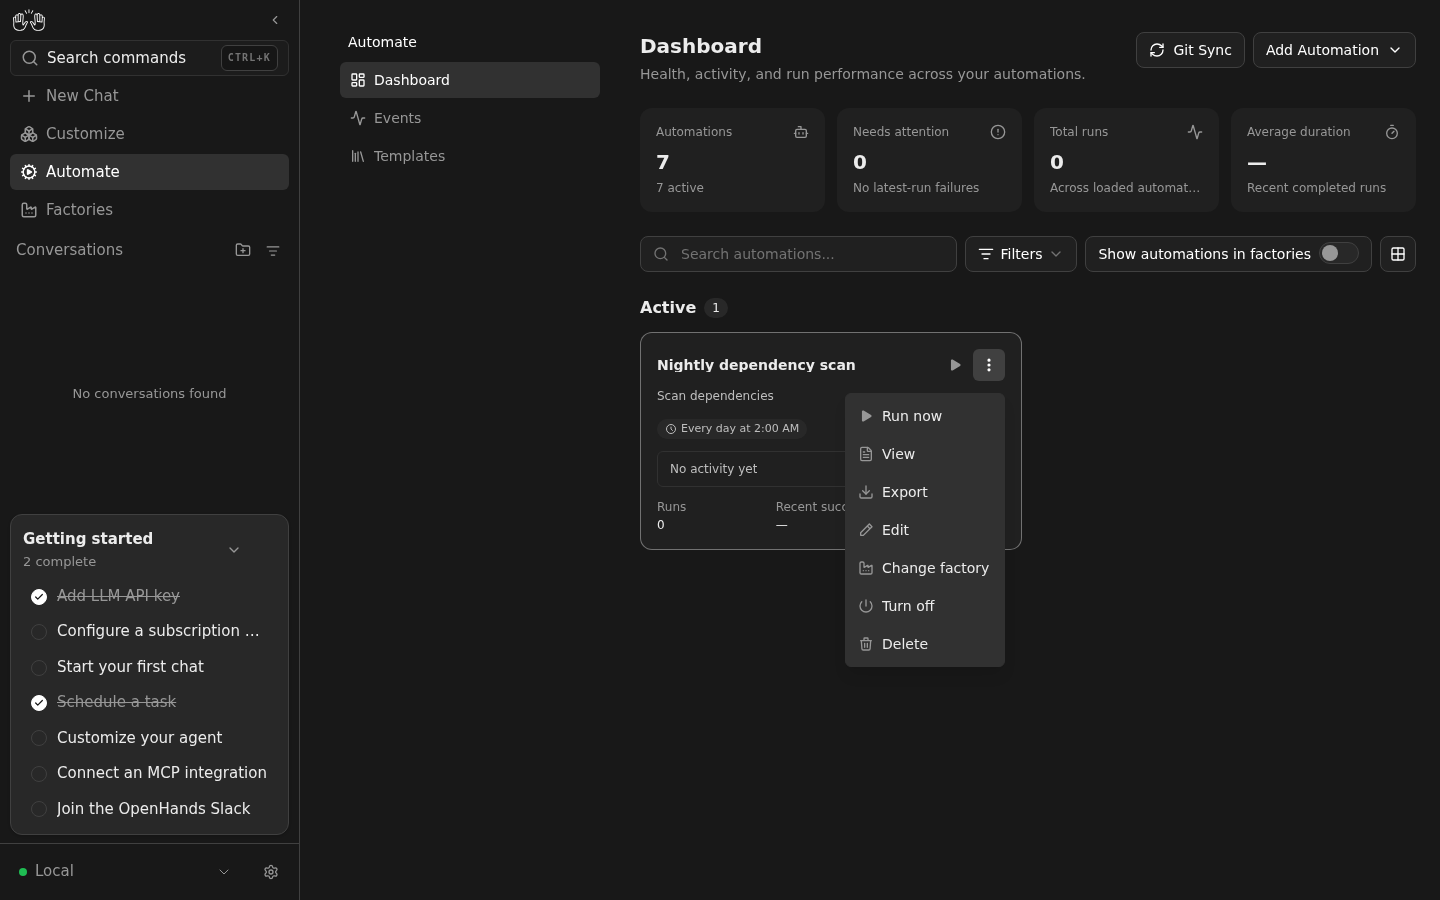 Search commands
CTRL+K
New Chat
Customize
Automate
Factories
Conversations
No conversations found
Getting started
2 complete
Add LLM API key
Configure a subscription ...
Start your first chat
Schedule a task
Customize your agent
Connect an MCP integration
Join the OpenHands Slack
Local
Automate
Dashboard
Events
Templates
Dashboard
Health, activity, and run performance across your automations.
Git Sync
Add Automation
Automations
7
7 active
Needs attention
0
No latest-run failures
Total runs
0
Across loaded automat...
Average duration
—
Recent completed runs
Search automations...
Filters
Show automations in factories
Active 1
Nightly dependency scan
Scan dependencies
Every day at 2:00 AM
No activity yet
Runs
0
Recent succ
—
Run now
View
Export
Edit
Change factory
Turn off
Delete